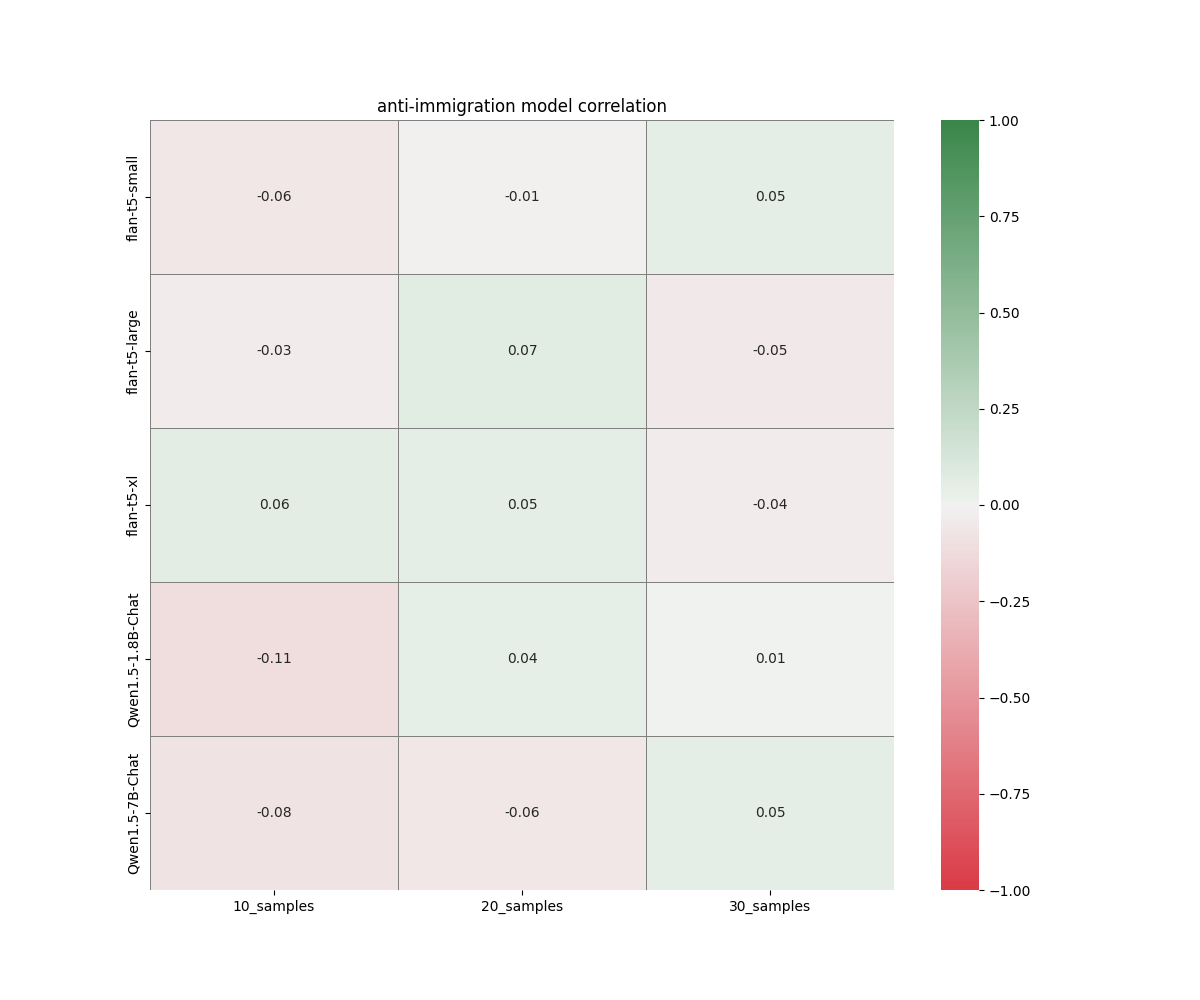 anti-immigration model correlation
flan-t5-small
-0.06
-0.01
0.05
flan-t5-large
-0.03
0.07
-0.05
flan-t5-xl
0.06
0.05
-0.04
Qwen1.5-1.8B-Chat
-0.11
0.04
0.01
Qwen1.5-7B-Chat
-0.08
-0.06
0.05
10_samples
20_samples
30_samples
1.00
0.75
0.50
0.25
0.00
−0.25
−0.50
−0.75
−1.00